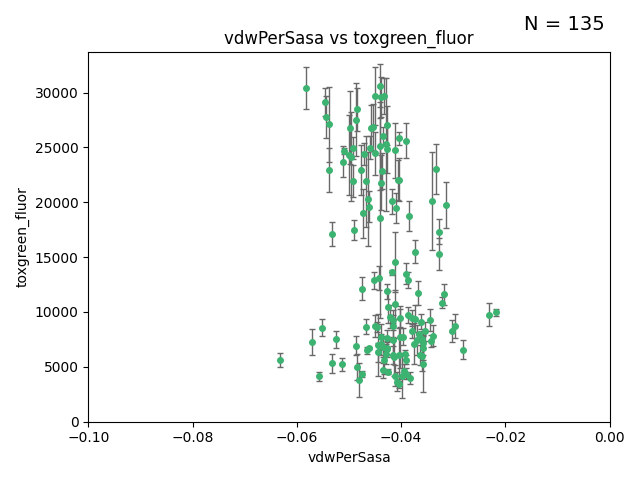 N = 135
vdwPerSasa vs toxgreen_fluor
toxgreen_fluor
30000
25000
20000
15000
10000
5000
0
−0.10 −0.08 −0.06 −0.04 −0.02 0.00
vdwPerSasa